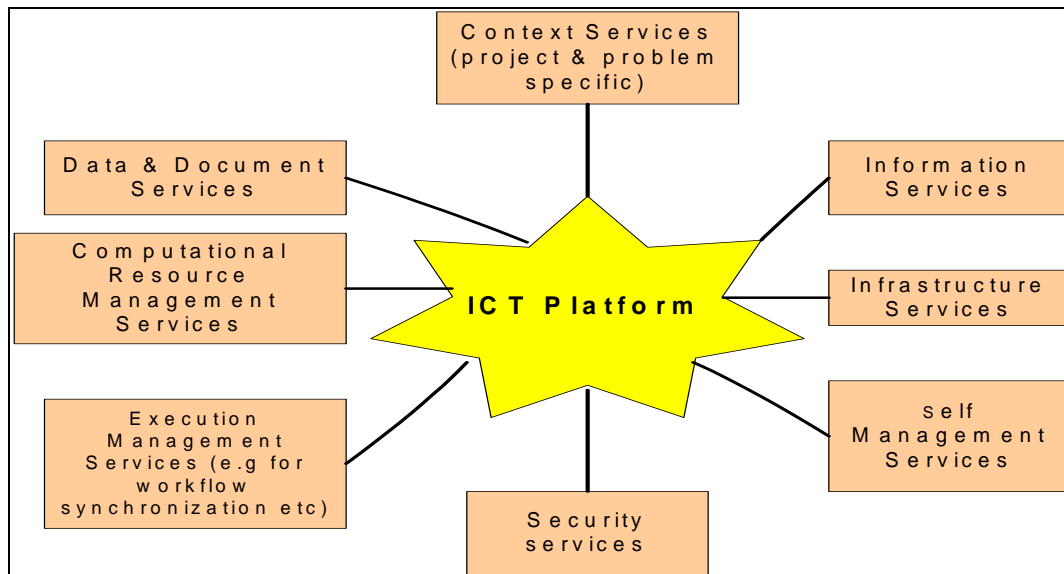 Context Services
(project & problem
specific)
Data & Document
Services
Information
Services
Computational
Resource
Management
Services
ICT Platform
Infrastructure
Services
Execution
Management
Services (e.g for
workflow
synchronization etc)
self
Management
Services
Security
services